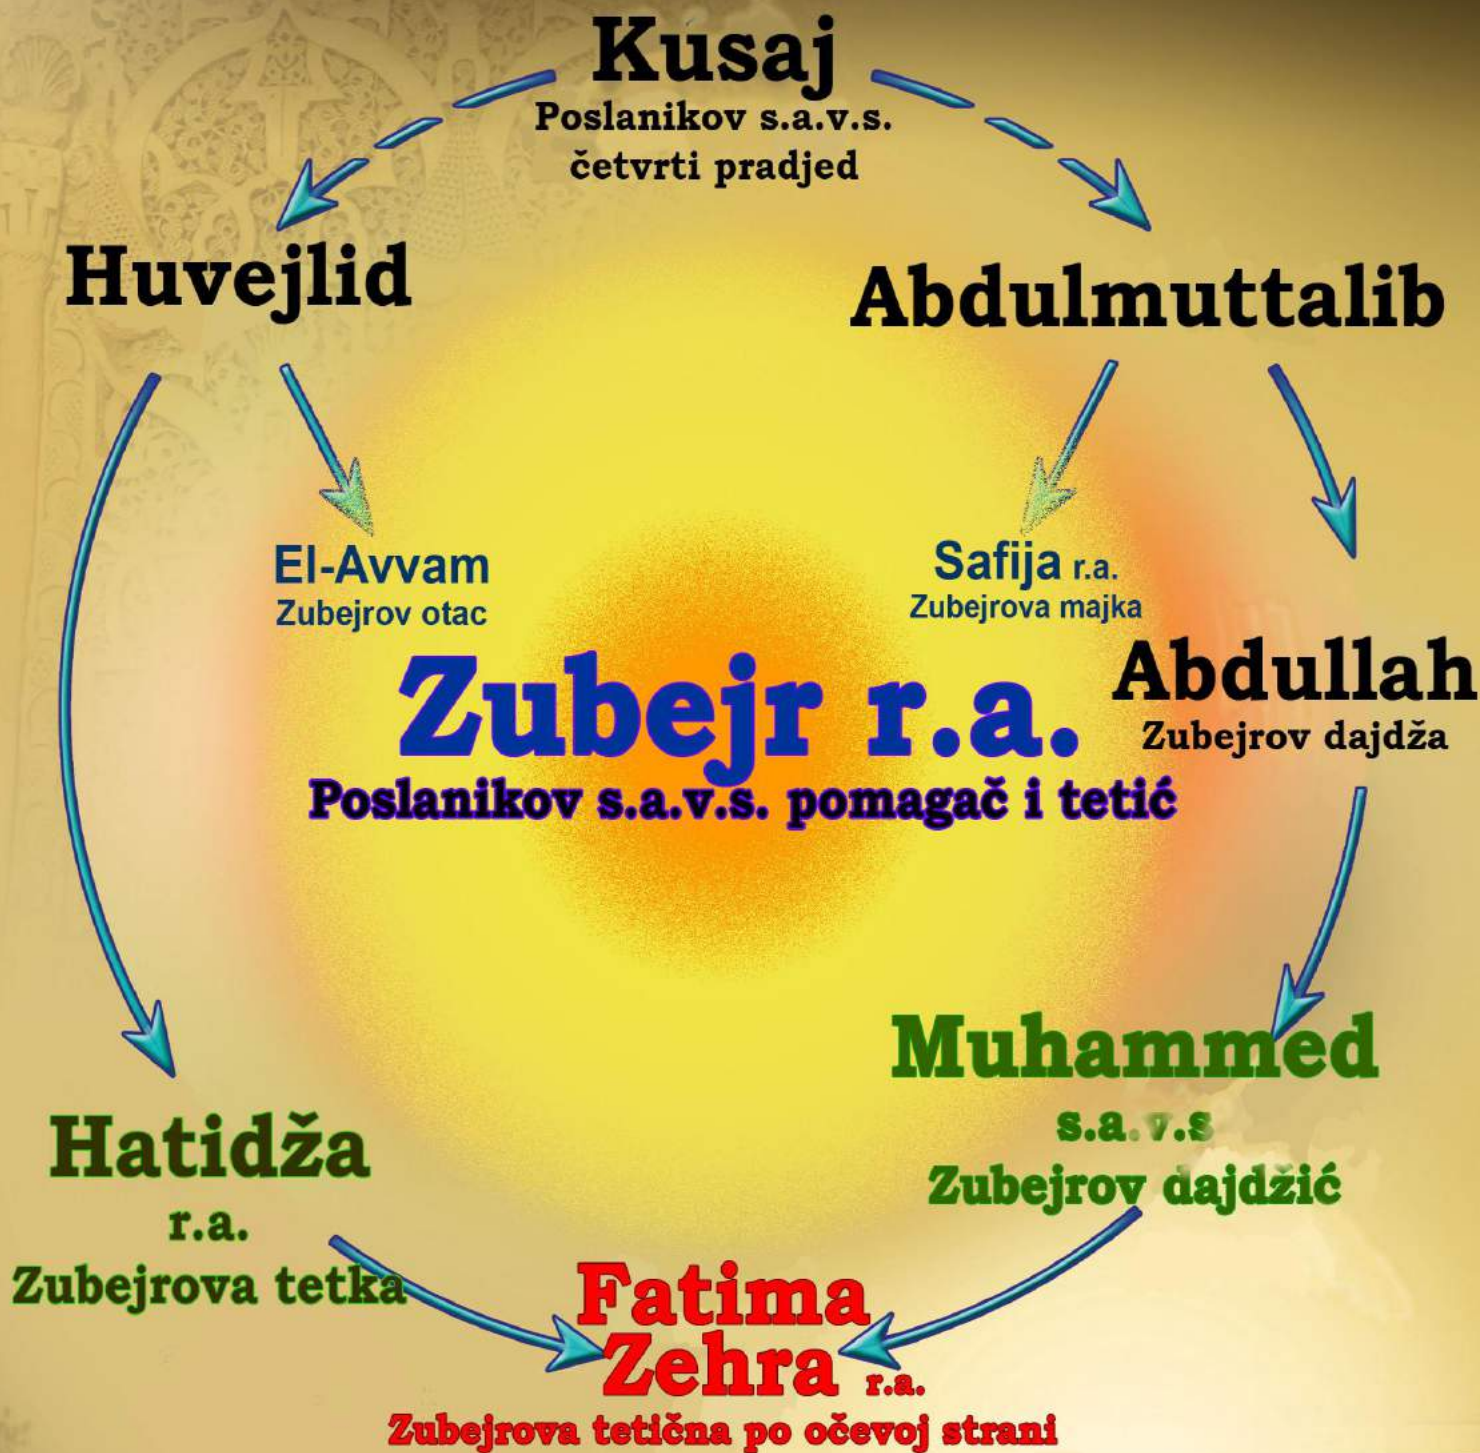 Kusaj
Poslanikov s.a.v.s.
četvrti pradjed
Huvejlid
Abdulmuttalib
El-Avvam
Zubejrov otac
Safija r.a.
Zubejrova majka
Abdullah
Zubejrov dajdža
Zubejr r.a.
Poslanikov s.a.v.s. pomagač i tetić
Muhammed
s.a.v.s
Zubejrov dajdžić
Hatidža
r.a.
Zubejrova tetka
Fatima
Zehra r.a.
Zubejrova tetična po očevoj strani